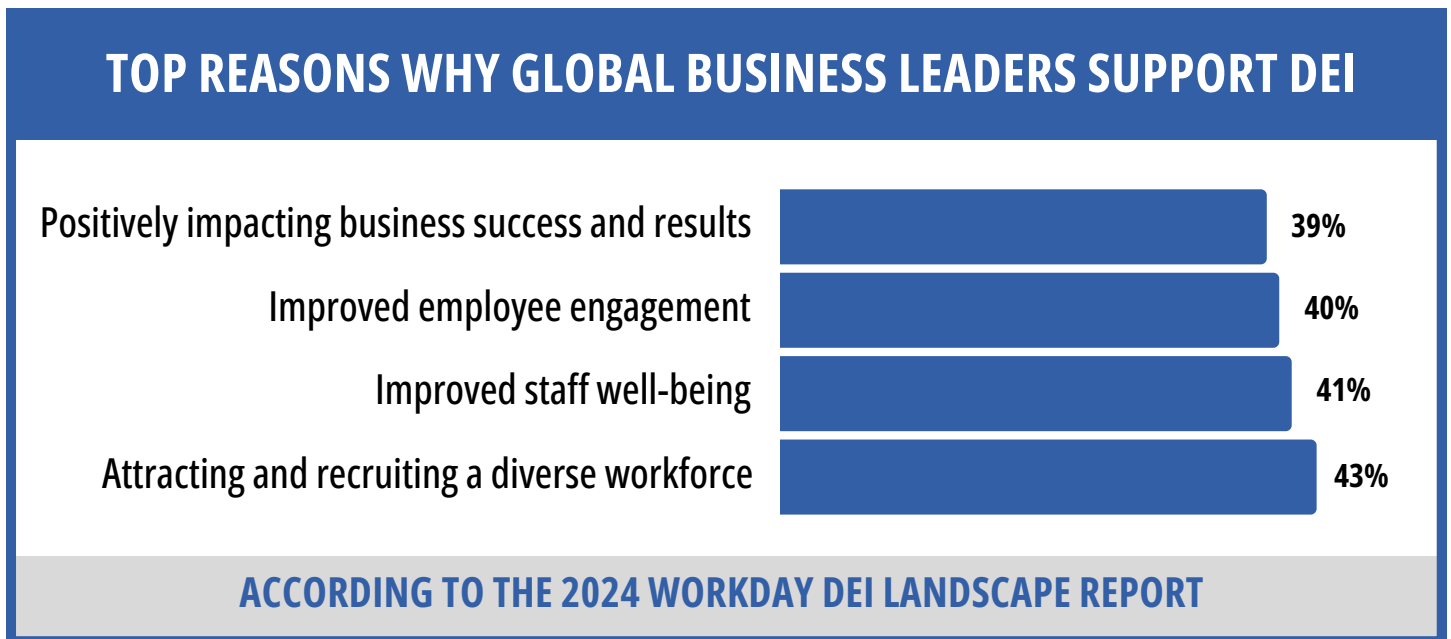 TOP REASONS WHY GLOBAL BUSINESS LEADERS SUPPORT DEI
Positively impacting business success and results 39%
Improved employee engagement 40%
Improved staff well-being 41%
Attracting and recruiting a diverse workforce 43%
ACCORDING TO THE 2024 WORKDAY DEI LANDSCAPE REPORT